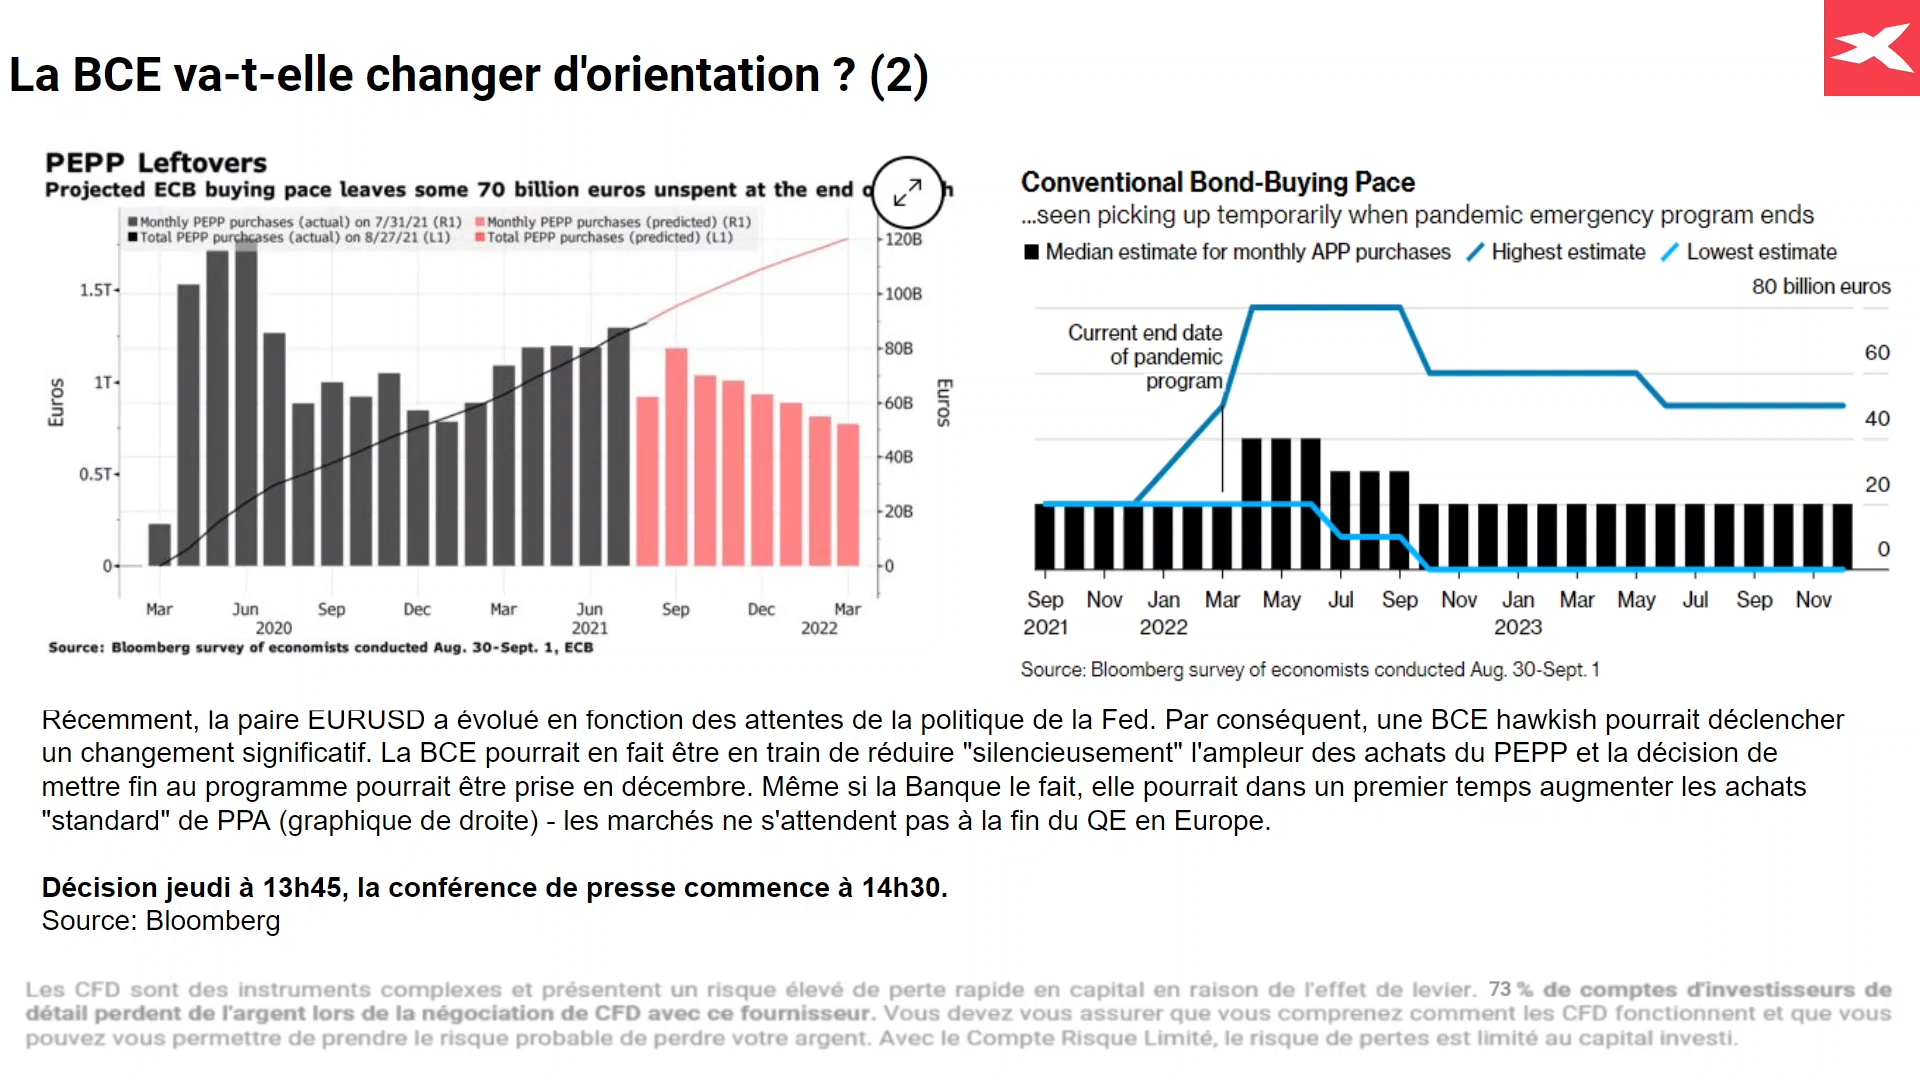 La BCE va-t-elle changer d'orientation ? (2)
PEPP Leftovers
Projected ECB buying pace leaves some 70 billion euros unspent at the end
Monthly PEPP purchases (actual) on 7/31/21 (R1)
Monthly PEPP purchases (predicted) (R1)
Total PEPP purchcases (actual) on 8/27/21 (L1)
Total PEPP purchases (predicted) (L1)
1.5T
1T
0.5T
0
Euros
120B
100B
80B
60B
40B
20B
0
Euros
Mar Jun Sep Dec Mar Jun Sep Dec Mar
2020 2021 2022
Source: Bloomberg survey of economists conducted Aug. 30-Sept. 1, ECB
Conventional Bond-Buying Pace
...seen picking up temporarily when pandemic emergency program ends
Median estimate for monthly APP purchases Highest estimate Lowest estimate
80 billion euros
60
40
20
0
Current end date
of pandemic
program
Sep Nov Jan Mar May Jul Sep Nov Jan Mar May Jul Sep Nov
2021 2022 2023
Source: Bloomberg survey of economists conducted Aug. 30-Sept. 1
Récemment, la paire EURUSD a évolué en fonction des attentes de la politique de la Fed. Par conséquent, une BCE hawkish pourrait déclencher
un changement significatif. La BCE pourrait en fait être en train de réduire "silencieusement" l'ampleur des achats du PEPP et la décision de
mettre fin au programme pourrait être prise en décembre. Même si la Banque le fait, elle pourrait dans un premier temps augmenter les achats
"standard" de PPA (graphique de droite) - les marchés ne s'attendent pas à la fin du QE en Europe.
Décision jeudi à 13h45, la conférence de presse commence à 14h30.
Source: Bloomberg
Les CFD sont des instruments complexes et présentent un risque élevé de perte rapide en capital en raison de l'effet de levier. 73 % de comptes d'investisseurs de
détail perdent de l'argent lors de la négociation de CFD avec ce fournisseur. Vous devez vous assurer que vous comprenez comment les CFD fonctionnent et que vous
pouvez vous permettre de prendre le risque probable de perdre votre argent. Avec le Compte Risque Limité, le risque de pertes est limité au capital investi.